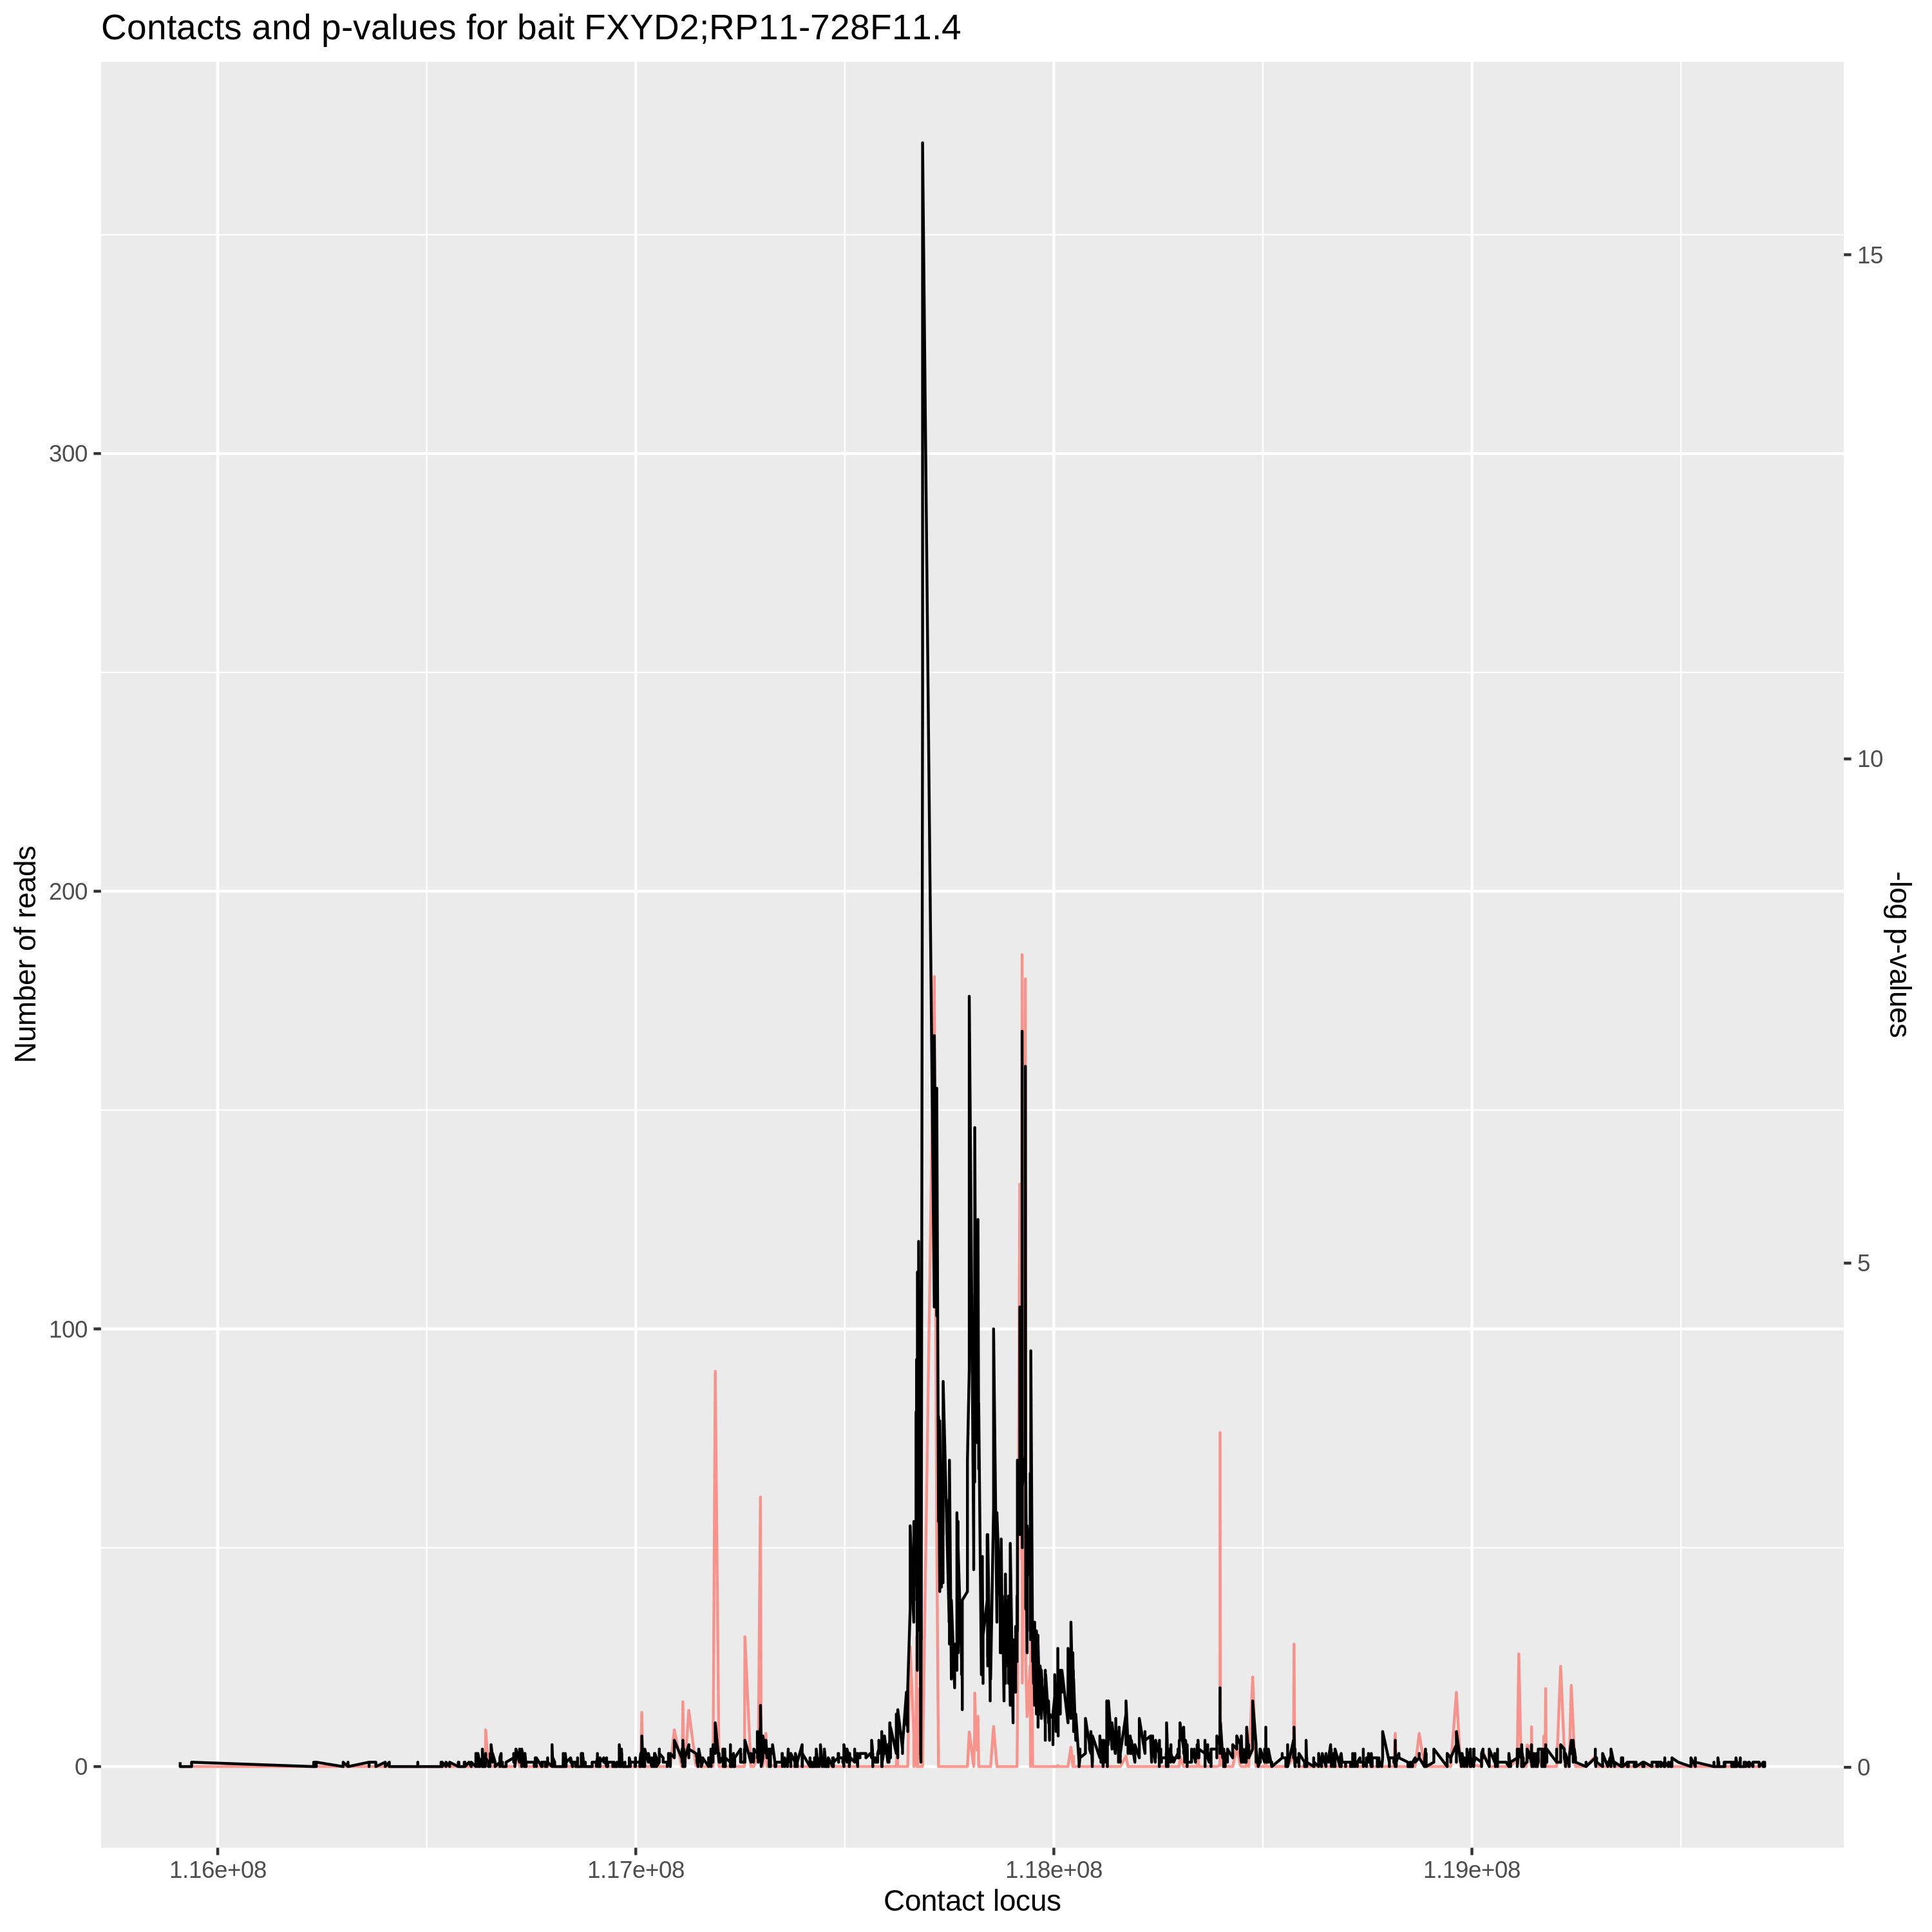 Contacts and p-values for bait FXYD2;RP11-728F11.4
Number of reads
300
200
100
0
15
10
5
0
-log p-values
1.16e+08 1.17e+08 1.18e+08 1.19e+08
Contact locus